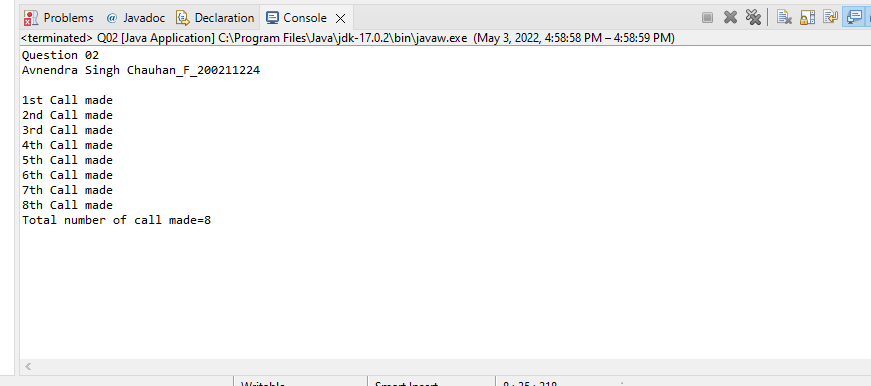 Problems @ Javadoc Declaration Console
<terminated> Q02 [Java Application] C:\Program Files\Java\jdk-17.0.2\bin\javaw.exe (May 3, 2022, 4:58:58 PM – 4:58:59 PM)
Question 02
Avnendra Singh Chauhan_F_200211224
1st Call made
2nd Call made
3rd Call made
4th Call made
5th Call made
6th Call made
7th Call made
8th Call made
Total number of call made=8
Writable Smart Insert 8 : 35 : 218